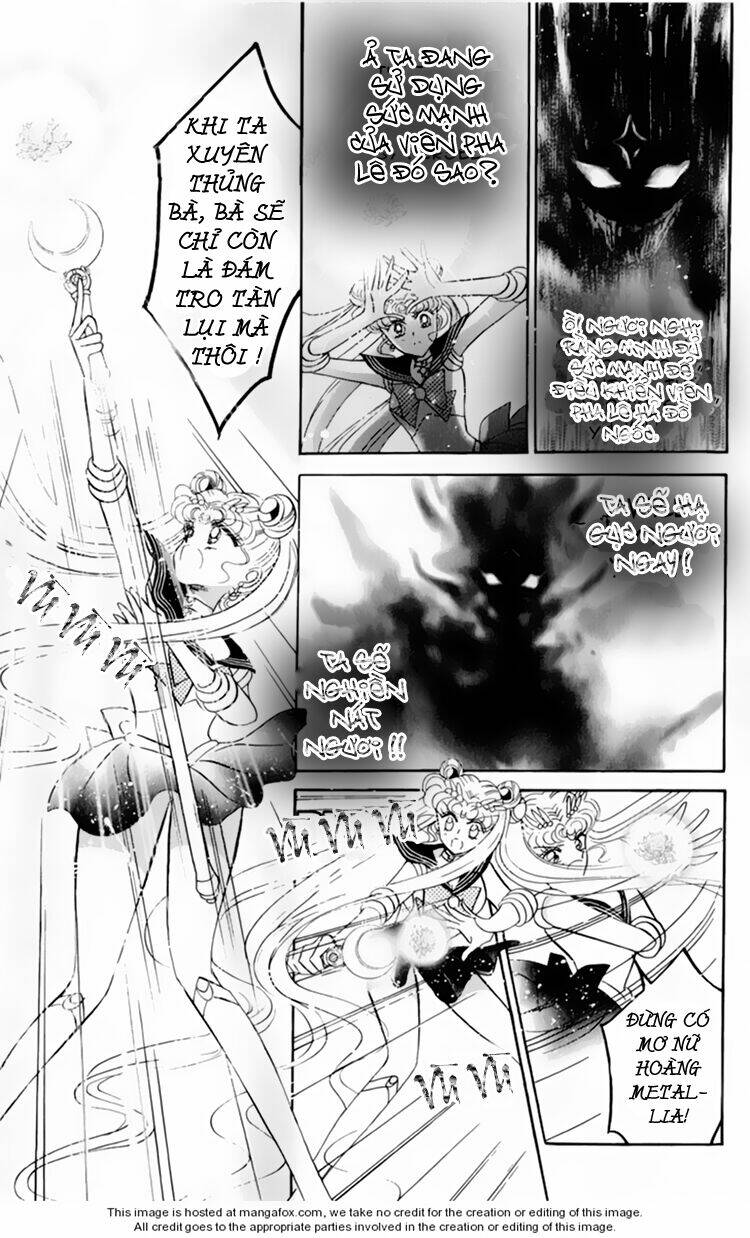 Ồ! NGƯƠI NGHĨ
RẰNG MÌNH ĐỦ
SỨC MẠNH ĐỂ
ĐIỀU KHIỂN VIÊN
PHA LÊ HẢ ĐỒ
NGỐC.
Ả TA ĐANG
SỬ DỤNG
SỨC MẠNH
CỦA VIÊN PHA
LÊ ĐÓ SAO?
KHI TA
XUYÊN
THỦNG
BÀ, BÀ SẼ
CHỈ CÒN
LÀ ĐÁM
TRO TÀN
LỤI MÀ
THÔI !
TA SẼ HẠ
GỤC NGƯƠI
NGAY!
TA SẼ
NGHIỀN
NÁT
NGƯƠI!!
VÙ VÙ VÙ
VÙ VÙ VÙ
ĐỪNG CÓ
MƠ NỮ
HOÀNG
METAL-
LIA!
VÙ VÙ
This image is hosted at mangafox.com, we take no credit for the creation or editing of this image.
All credit goes to the appropriate parties involved in the creation or editing of this image.